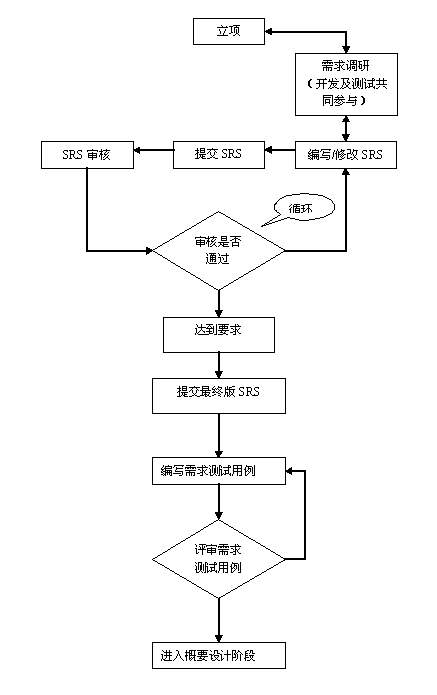 立项
需求调研
（开发及测试共
同参与）
SRS 审核
提交 SRS
编写/修改 SRS
循环
审核是否
通过
达到要求
提交最终版 SRS
编写需求测试用例
评审需求
测试用例
进入概要设计阶段